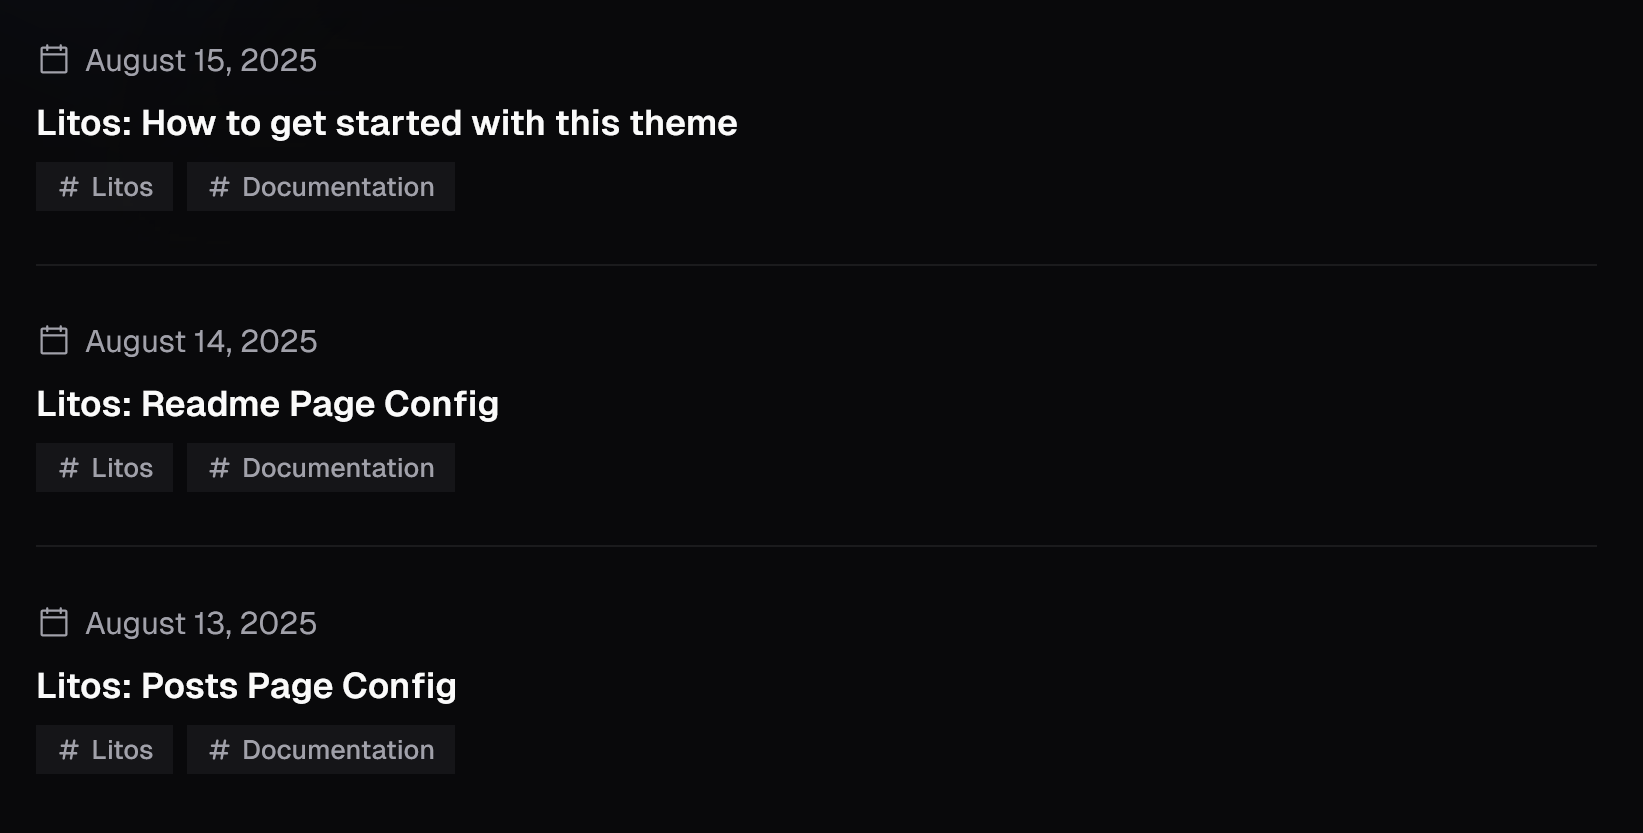 August 15, 2025
Litos: How to get started with this theme
# Litos # Documentation
August 14, 2025
Litos: Readme Page Config
# Litos # Documentation
August 13, 2025
Litos: Posts Page Config
# Litos # Documentation